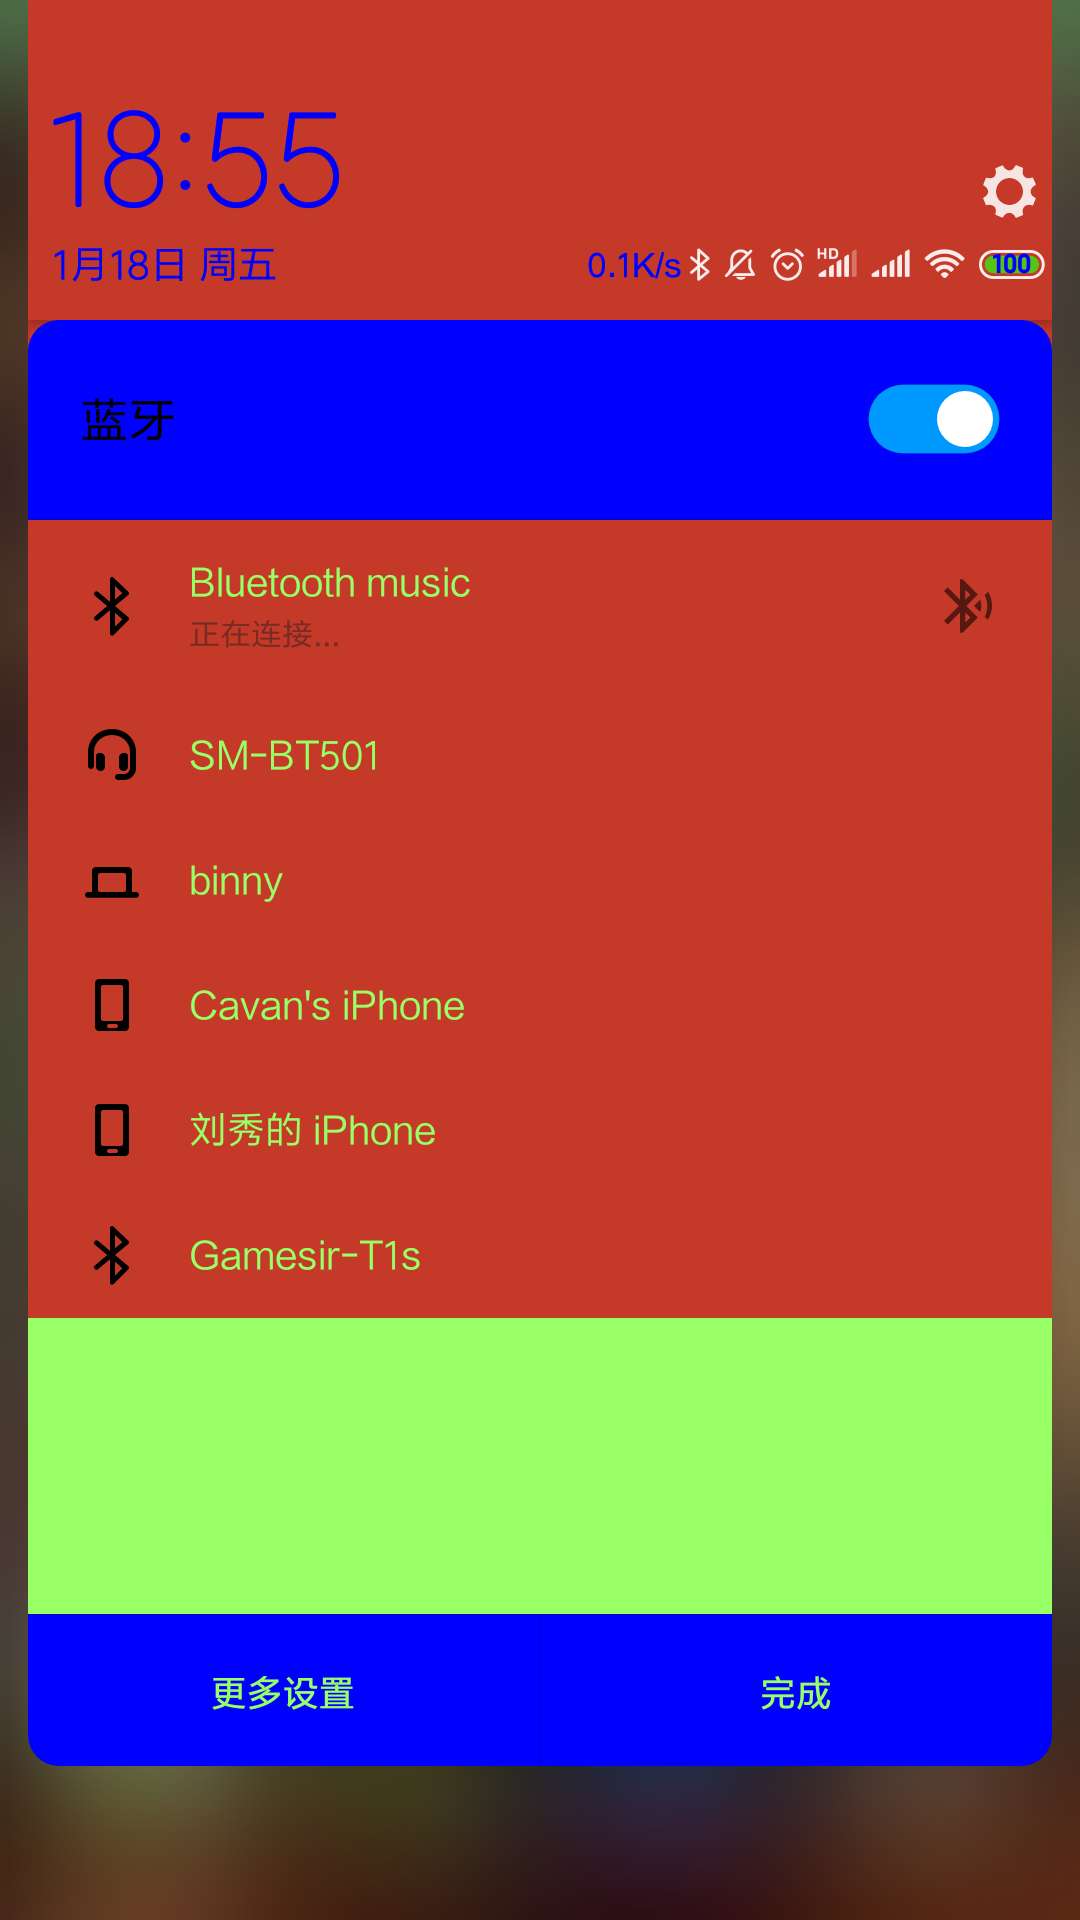 18:55
1月18日 周五
0.1K/s
HD
100
蓝牙
Bluetooth music
正在连接...
SM-BT501
binny
Cavan's iPhone
刘秀的 iPhone
Gamesir-T1s
更多设置
完成